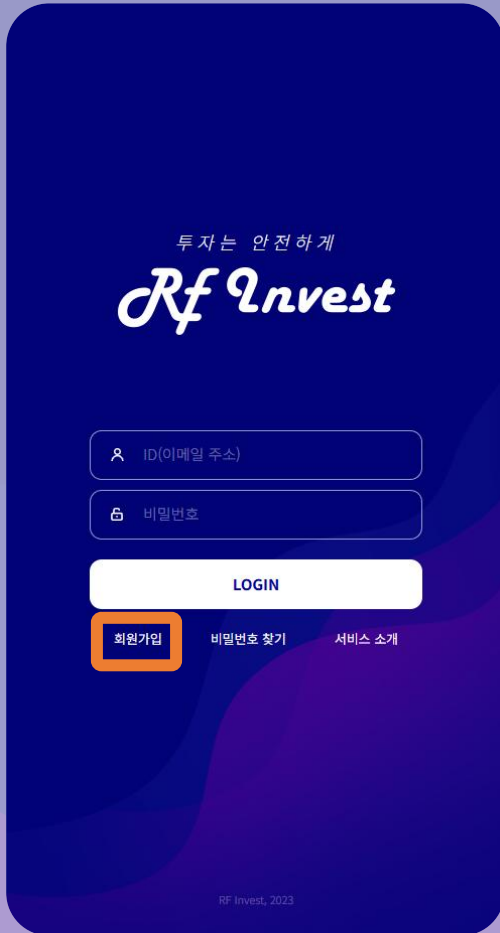 투자는 안전하게
Rf Invest
ID(이메일 주소)
비밀번호
LOGIN
회원가입 비밀번호 찾기 서비스 소개
RF Invest, 2023